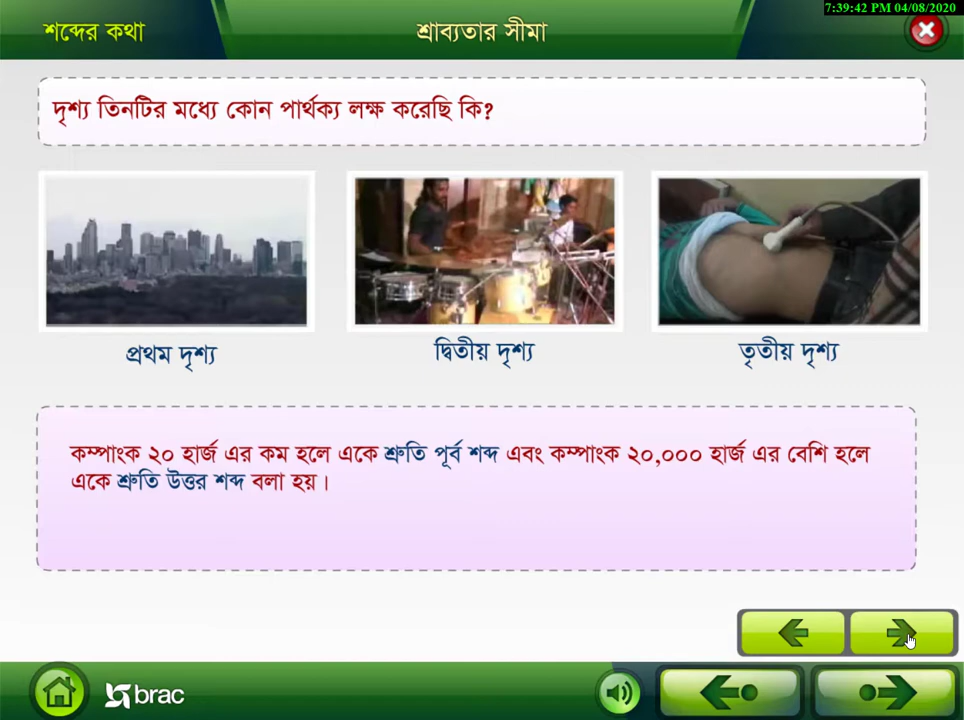 7:39:42 PM 04/08/2020
শব্দের কথা
শ্রাব্যতার সীমা
দৃশ্য তিনটির মধ্যে কোন পার্থক্য লক্ষ করেছি কি?
প্রথম দৃশ্য
দ্বিতীয় দৃশ্য
তৃতীয় দৃশ্য
কম্পাংক ২০ হার্জ এর কম হলে একে শ্রুতি পূর্ব শব্দ এবং কম্পাংক ২০,০০০ হার্জ এর বেশি হলে
একে শ্রুতি উত্তর শব্দ বলা হয়।
brac